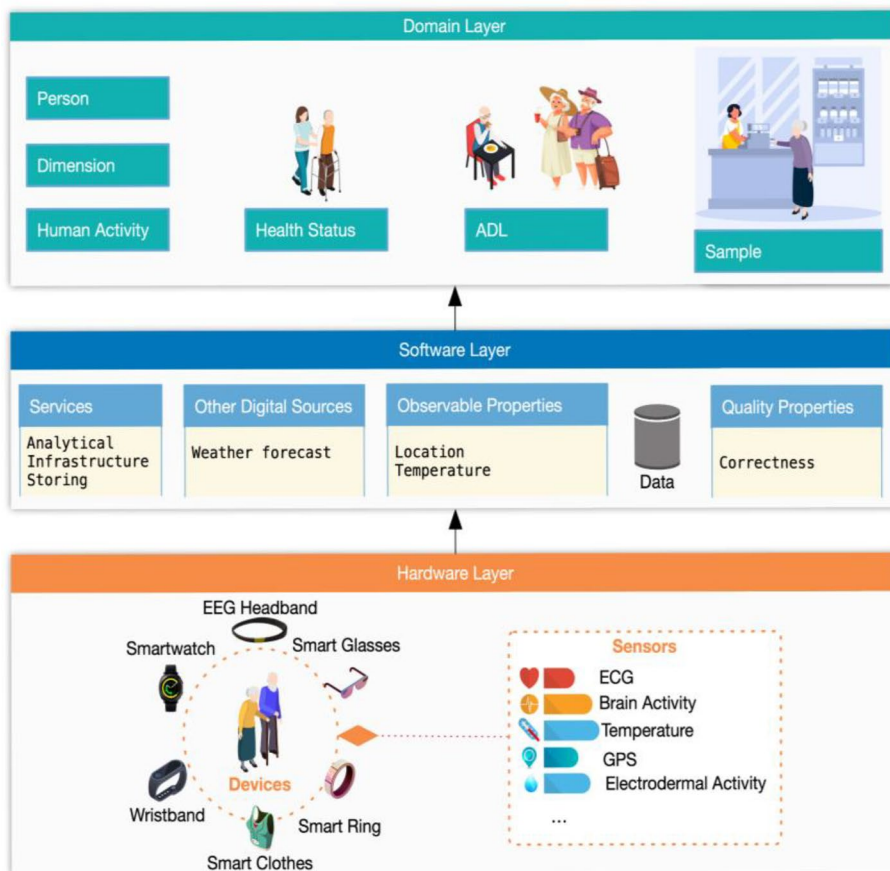 Domain Layer
Person
Dimension
Human Activity
Health Status
ADL
Sample
Software Layer
Services
Analytical
Infrastructure
Storing
Other Digital Sources
Weather forecast
Observable Properties
Location
Temperature
Data
Quality Properties
Correctness
Hardware Layer
EEG Headband
Smartwatch
Smart Glasses
Devices
Wristband
Smart Ring
Smart Clothes
Sensors
ECG
Brain Activity
Temperature
GPS
Electrodermal Activity
...